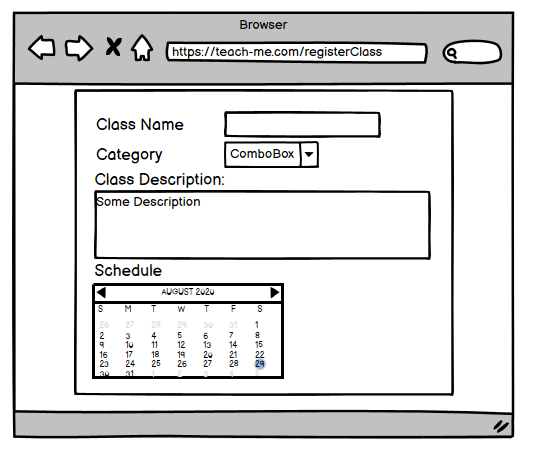 Browser
https://teach-me.com/registerClass
Class Name
Category ComboBox
Class Description:
Some Description
Schedule
AUGUST 2020
S M T W T F S
26 27 28 29 30 31 1
2 3 4 5 6 7 8
9 10 11 12 13 14 15
16 17 18 19 20 21 22
23 24 25 26 27 28 29
30 31 2 3 4